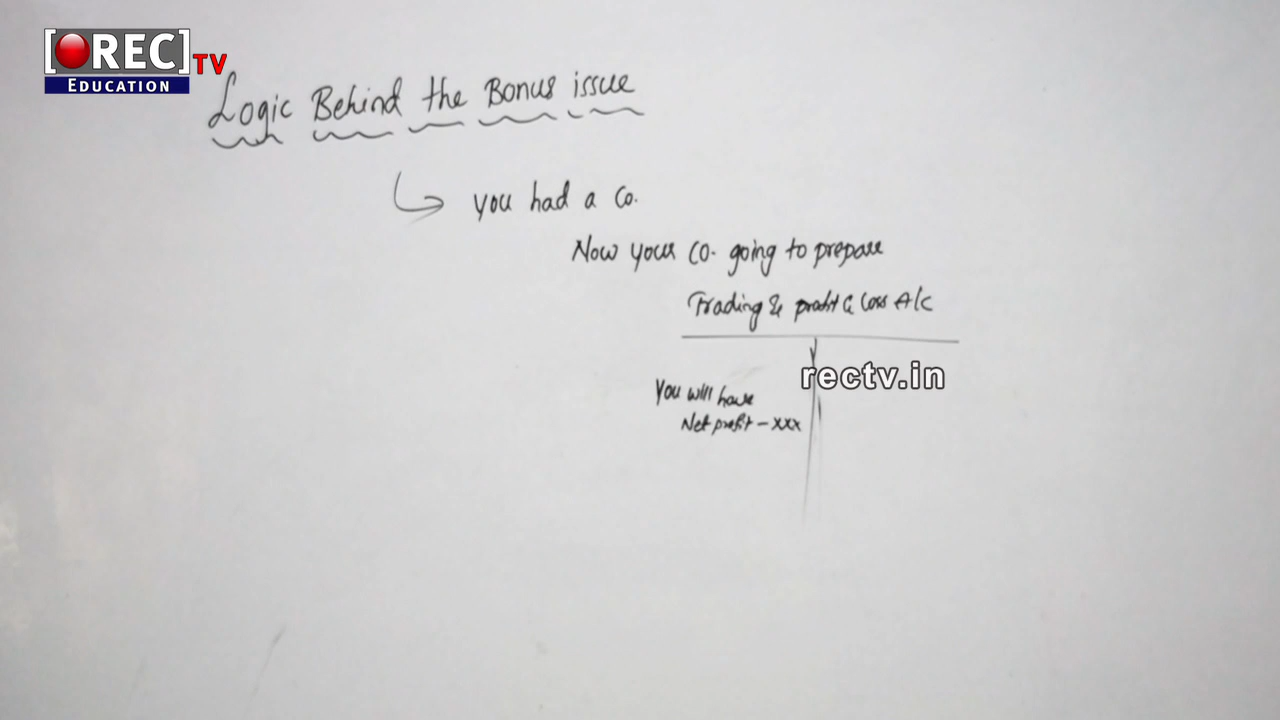 [REC] TV
EDUCATION
Logic Behind the Bonus issue
you had a Co.
Now your Co. going to prepare
Trading & profit & Loss A/c
rectv.in
You will have
Net profit - xxx